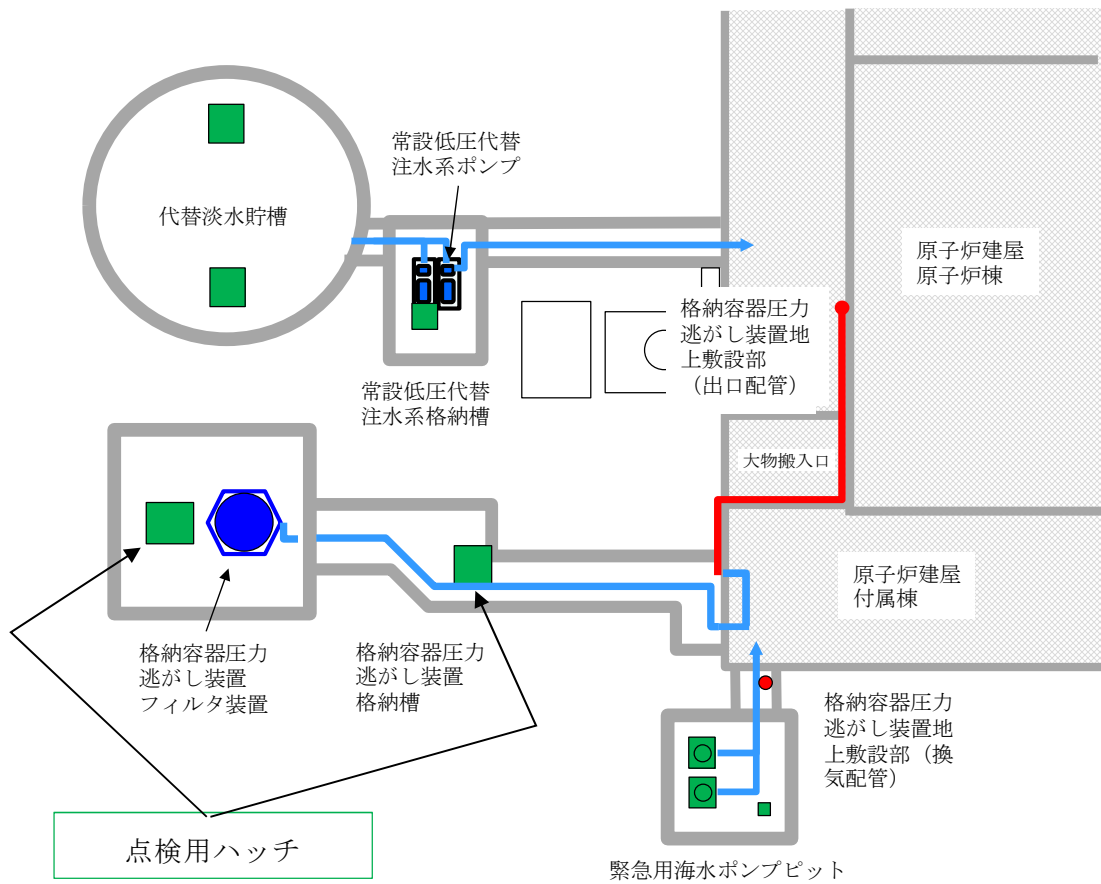 常設低圧代替
注水系ポンプ
代替淡水貯槽
原子炉建屋
原子炉棟
格納容器圧力
逃がし装置地
上敷設部
（出口配管）
常設低圧代替
注水系格納槽
大物搬入口
原子炉建屋
付属棟
格納容器圧力
逃がし装置
フィルタ装置
格納容器圧力
逃がし装置
格納槽
格納容器圧力
逃がし装置地
上敷設部（換
気配管）
点検用ハッチ
緊急用海水ポンプピット